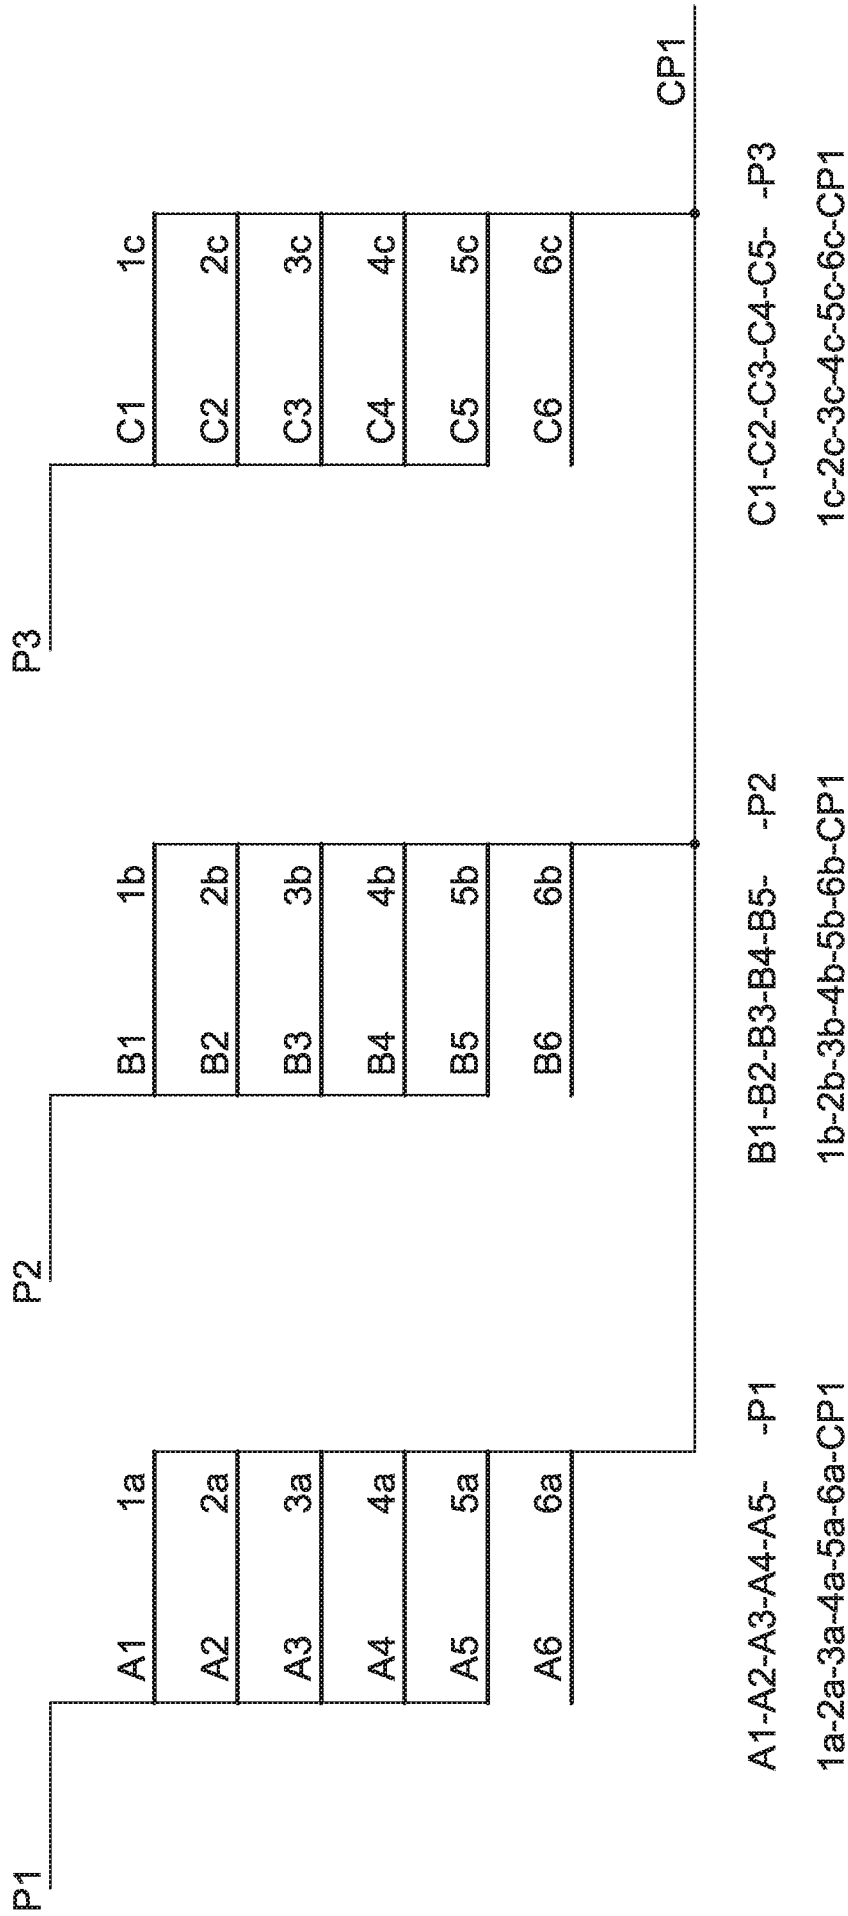 P1
P2
P3
A1 1a
B1 1b
C1 1c
A2 2a
B2 2b
C2 2c
A3 3a
B3 3b
C3 3c
A4 4a
B4 4b
C4 4c
A5 5a
B5 5b
C5 5c
A6 6a
B6 6b
C6 6c
CP1
A1-A2-A3-A4-A5- -P1
1a-2a-3a-4a-5a-6a-CP1
B1-B2-B3-B4-B5- -P2
1b-2b-3b-4b-5b-6b-CP1
C1-C2-C3-C4-C5- -P3
1c-2c-3c-4c-5c-6c-CP1